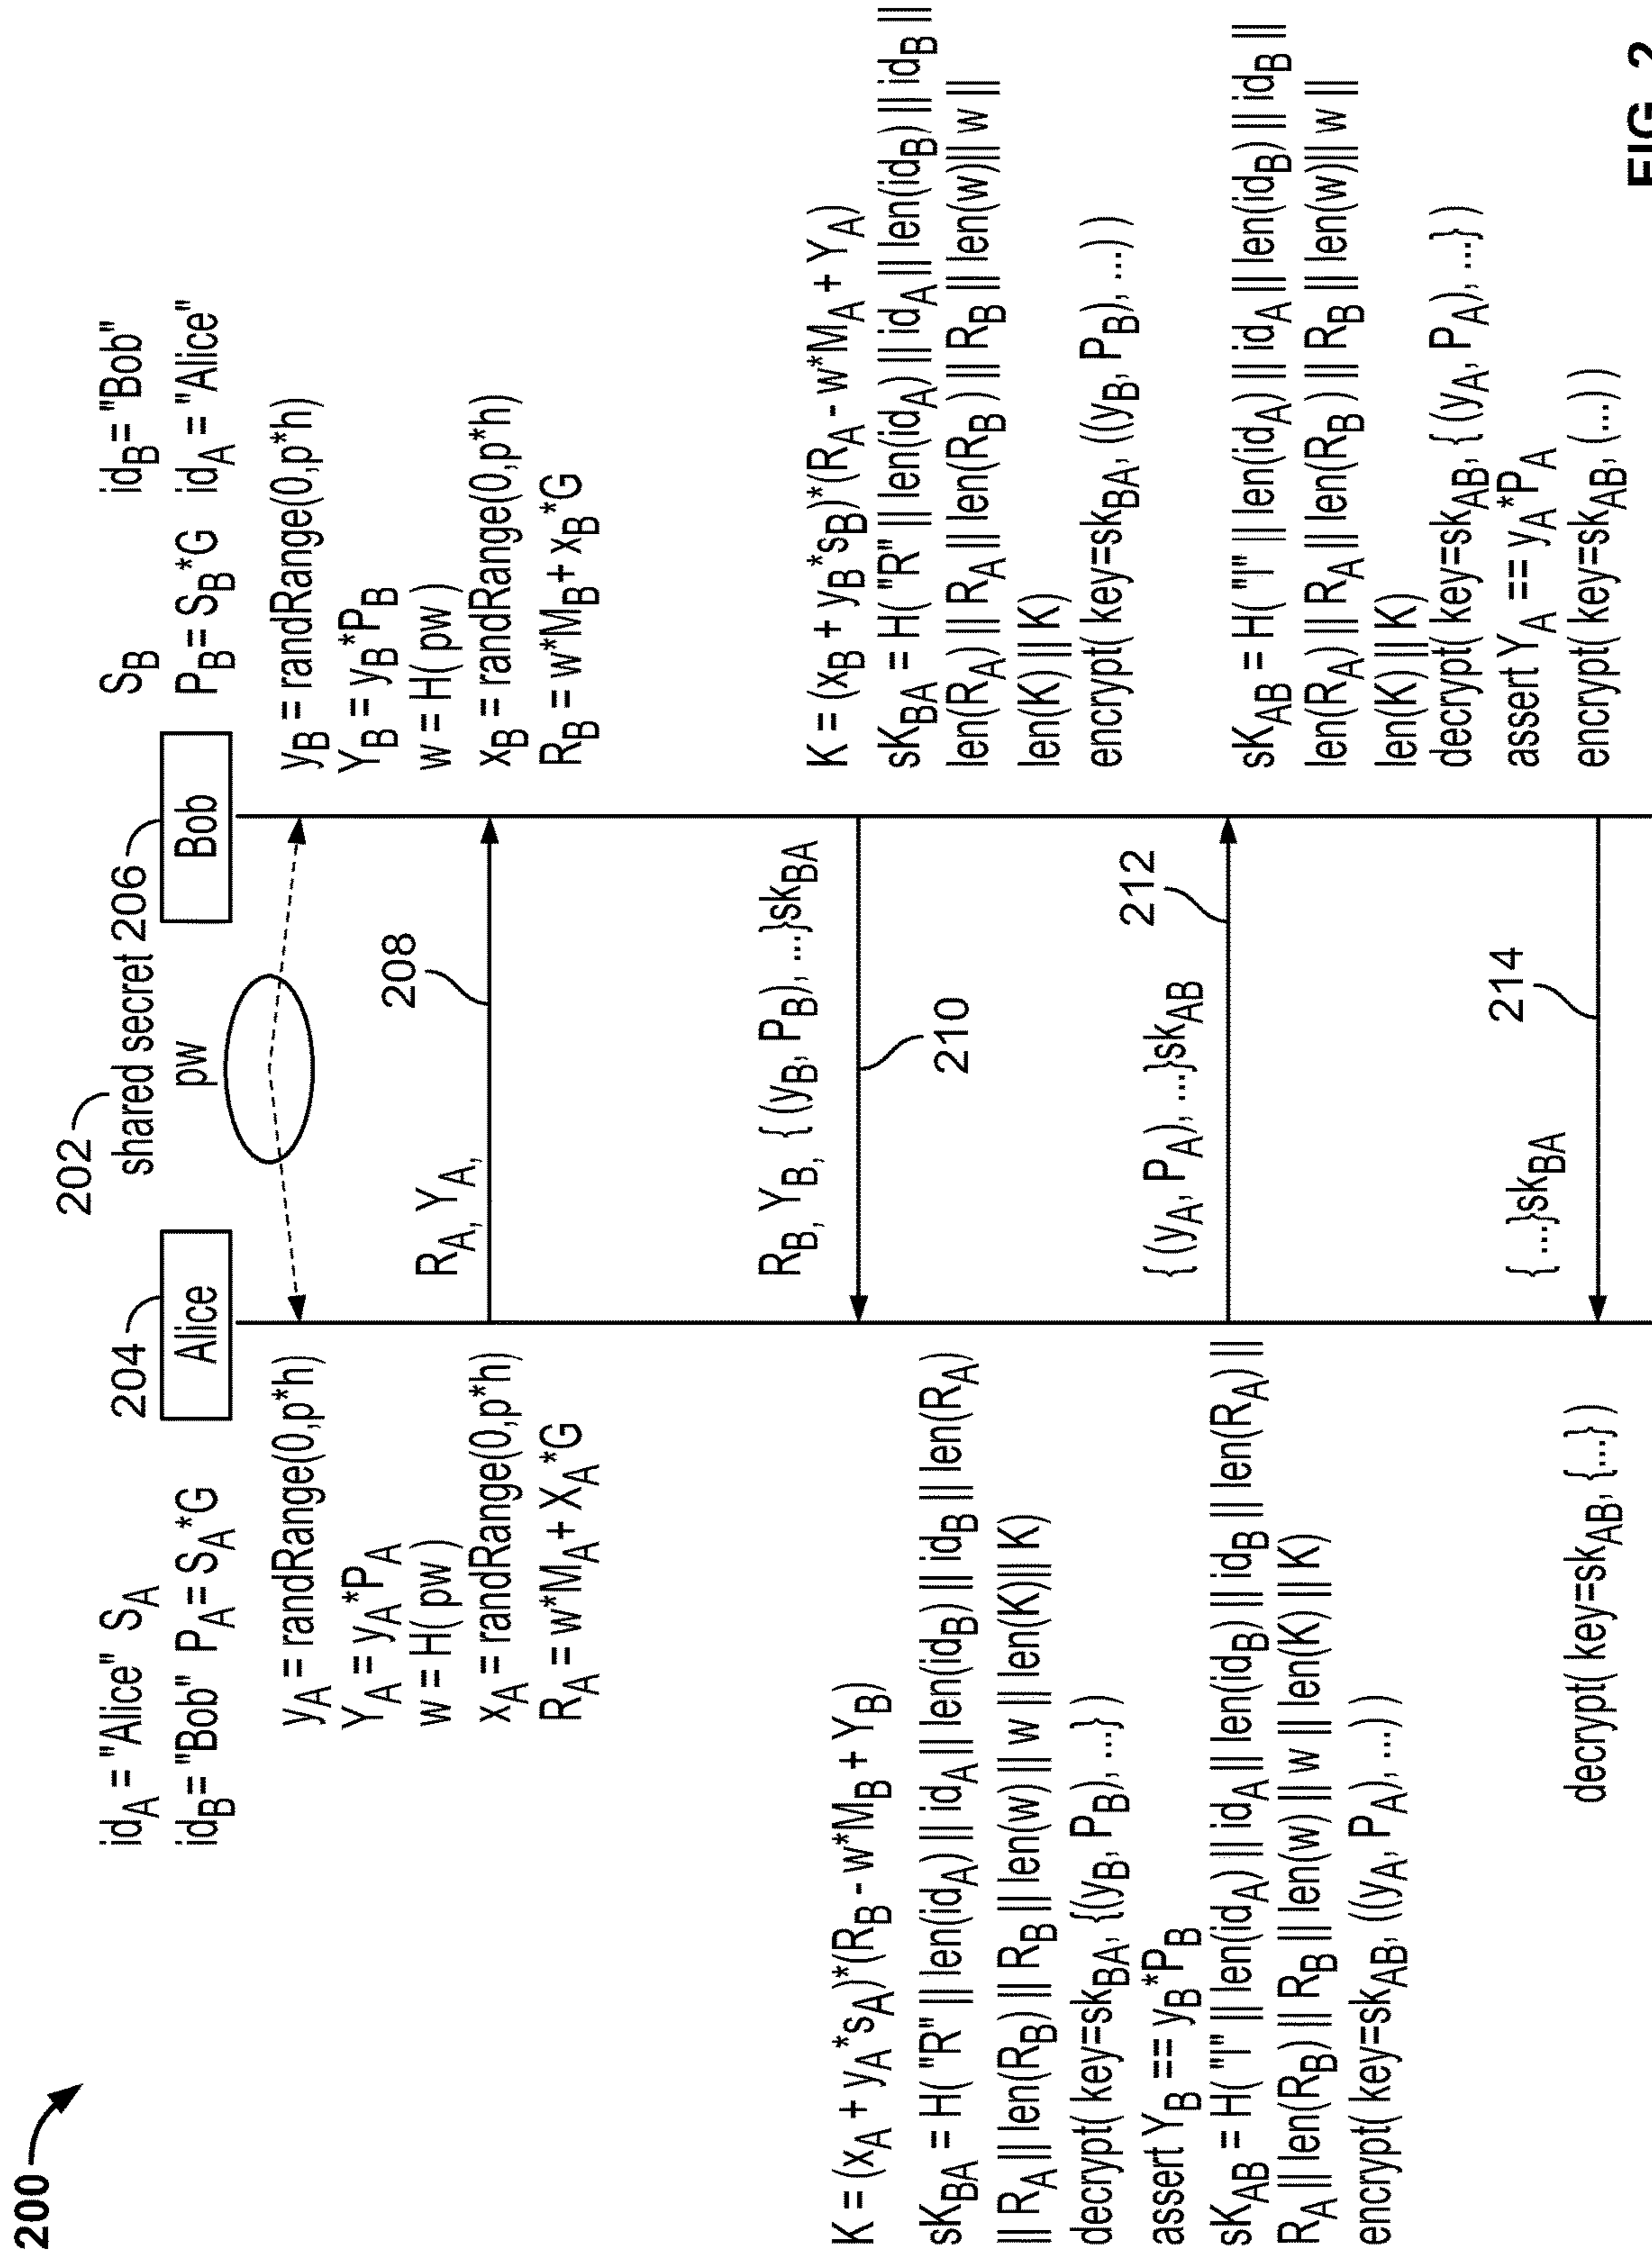 200
202
shared secret
pw
204
Alice
206
Bob
id_A = "Alice" S_A
id_B = "Bob" P_A = S_A*G
y_A = randRange(0,p*h)
Y_A = y_A*P_A
w = H( pw )
x_A = randRange(0,p*h)
R_A = w*M_A + X_A*G
S_B id_B = "Bob"
P_B = S_B*G id_A = "Alice"
y_B = randRange(0,p*h)
Y_B = y_B*P_B
w = H( pw )
x_B = randRange(0,p*h)
R_B = w*M_B + x_B*G
R_A, Y_A,
208
K = (x_B + y_B*s_B)*(R_A - w*M_A + Y_A)
sK_BA = H( "R" || len(id_A) || id_A || len(id_B) || id_B ||
len(R_A) || R_A || len(R_B ) || R_B || len(w)|| w ||
len(K) || K)
encrypt( key=sk_BA, ((y_B, P_B), ...) )
R_B, Y_B, { (y_B, P_B), ...}sk_BA
210
K = (x_A + y_A*s_A)*(R_B - w*M_B + Y_B)
sK_BA = H( "R" || len(id_A) || id_A || len(id_B) || id_B || len(R_A)
|| R_A || len(R_B) || R_B || len(w) || w || len(K)|| K)
decrypt( key=sk_BA, {(y_B, P_B), ...})
assert Y_B == y_B*P_B
sK_AB = H( "I" || len(id_A) || id_A || len(id_B) || id_B || len(R_A) ||
R_A || len(R_B) || R_B || len(w) || w || len(K) || K)
encrypt( key=sk_AB, ((y_A, P_A), ...) )
{ (y_A, P_A), ...}sk_AB
212
sK_AB = H( "I" || len(id_A) || id_A || len(id_B) || id_B ||
len(R_A) || R_A || len(R_B ) || R_B || len(w)|| w ||
len(K) || K)
decrypt( key=sk_AB, { (y_A, P_A), ...} )
assert Y_A == y_A*P_A
encrypt( key=sk_AB, (...) )
{ ...}sk_BA
214
decrypt( key=sk_AB, {...} )
FIG. 2